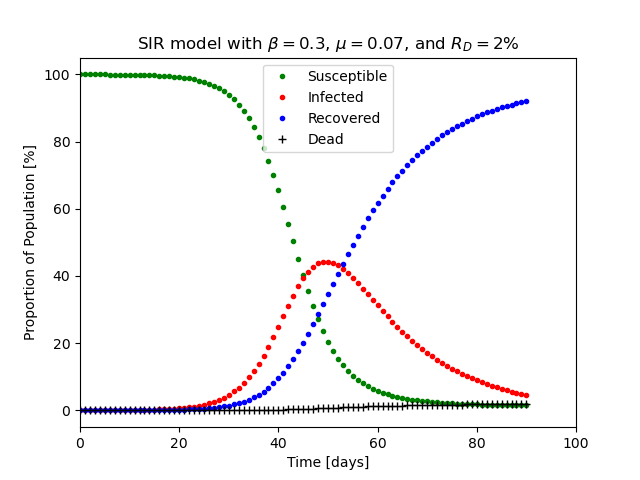 SIR model with β = 0.3, μ = 0.07, and R_D = 2%
Susceptible
Infected
Recovered
Dead
Proportion of Population [%]
100
80
60
40
20
0
0 20 40 60 80 100
Time [days]